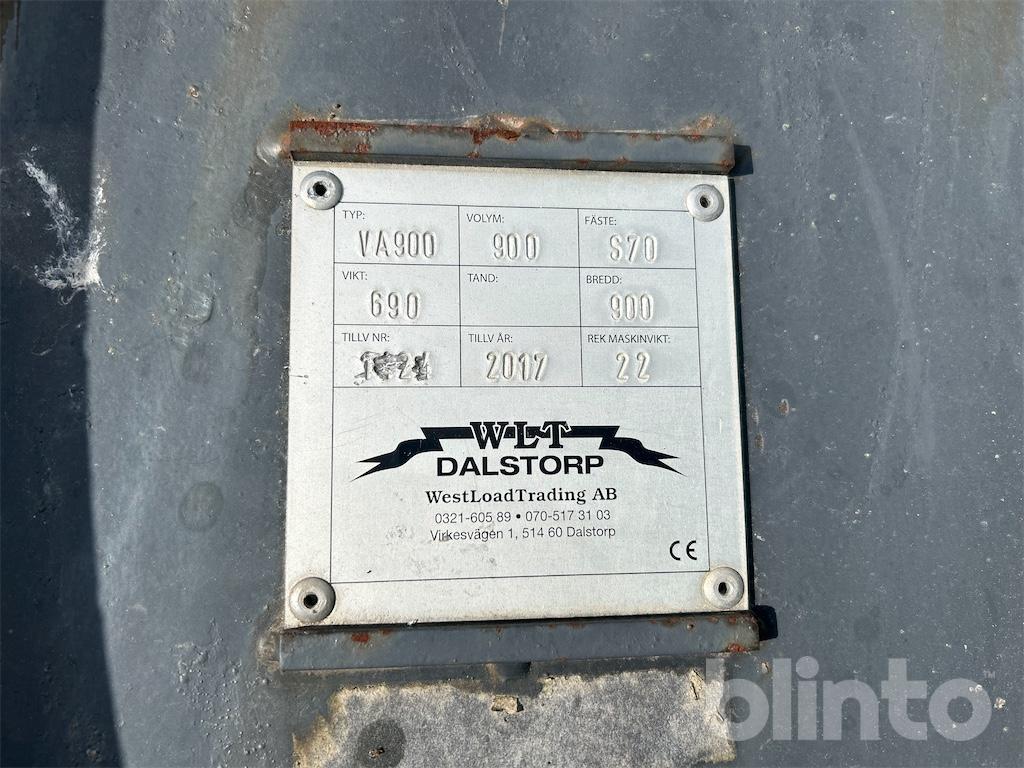 TYP: VOLYM: FÄSTE:
VA900 900 S70
VIKT: TAND: BREDD:
690 900
TILLV NR: TILLV ÅR: REK MASKINVIKT:
2017 22
WLT
DALSTORP
WestLoadTrading AB
0321-605 89 • 070-517 31 03
Virkesvägen 1, 514 60 Dalstorp
CE
blinto™